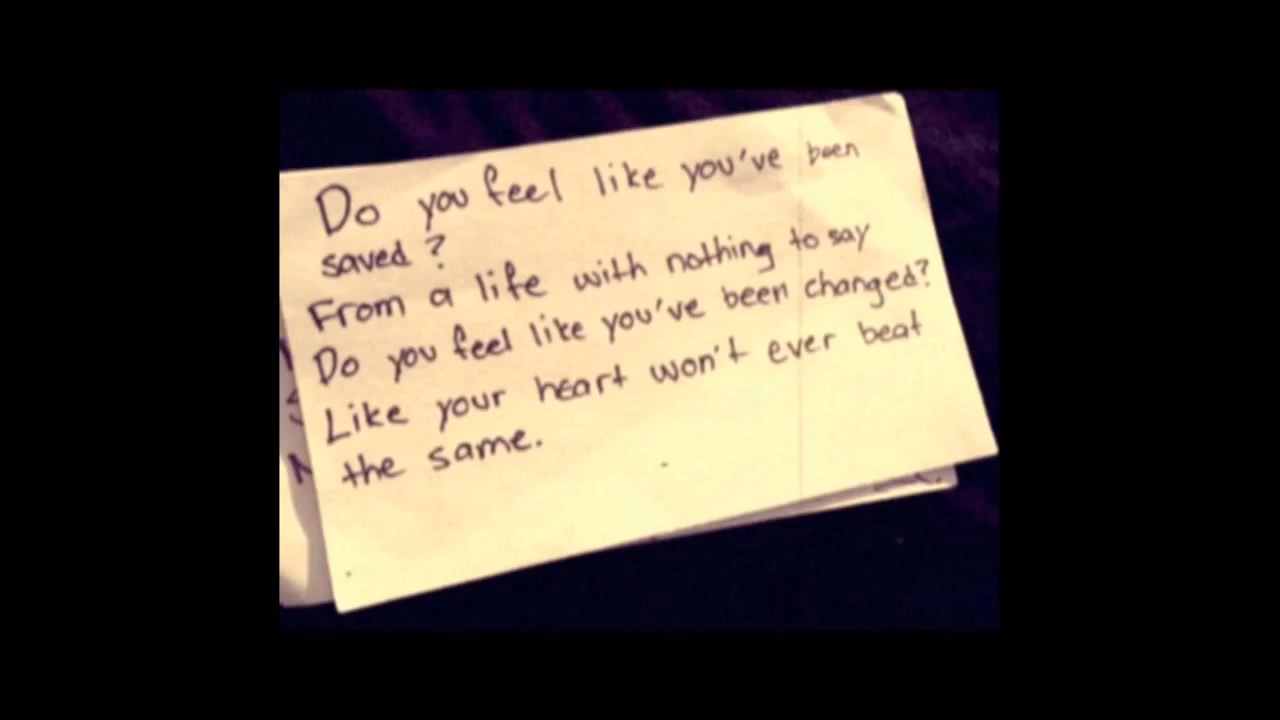 Do you feel like you've been
saved?
From a life with nothing to say
Do you feel like you've been changed?
Like your heart won't ever beat
the same.